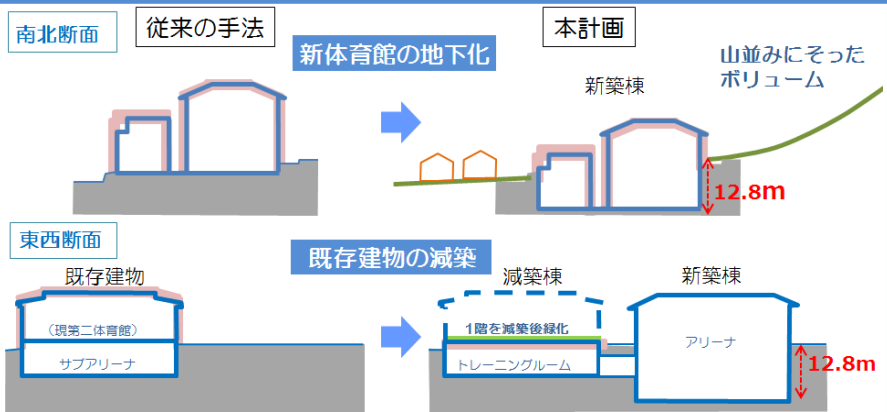 南北断面
従来の手法
本計画
新体育館の地下化
山並みにそった
ボリューム
新築棟
12.8m
東西断面
既存建物の減築
既存建物
減築棟
新築棟
（現第二体育館）
サブアリーナ
1階を減築後緑化
トレーニングルーム
アリーナ
12.8m